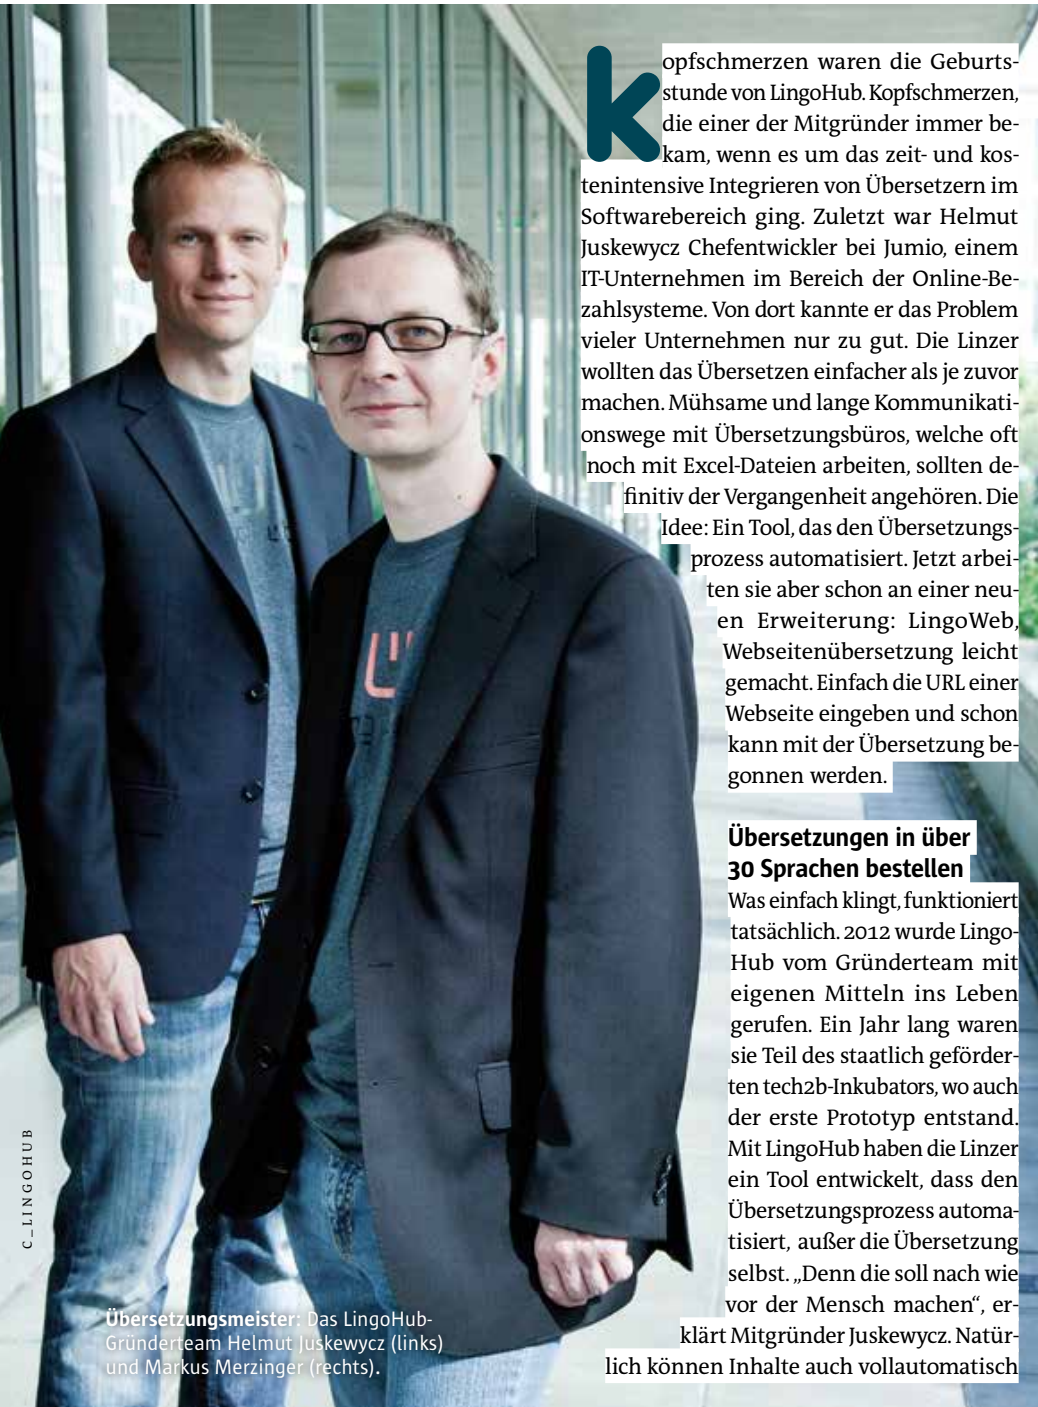 kopfschmerzen waren die Geburts-
stunde von LingoHub. Kopfschmerzen,
die einer der Mitgründer immer be-
kam, wenn es um das zeit- und kos-
tenintensive Integrieren von Übersetzern im
Softwarebereich ging. Zuletzt war Helmut
Juskewycz Chefentwickler bei Jumio, einem
IT-Unternehmen im Bereich der Online-Be-
zahlsysteme. Von dort kannte er das Problem
vieler Unternehmen nur zu gut. Die Linzer
wollten das Übersetzen einfacher als je zuvor
machen. Mühsame und lange Kommunikati-
onswege mit Übersetzungsbüros, welche oft
noch mit Excel-Dateien arbeiten, sollten de-
finitiv der Vergangenheit angehören. Die
Idee: Ein Tool, das den Übersetzungs-
prozess automatisiert. Jetzt arbei-
ten sie aber schon an einer neu-
en Erweiterung: LingoWeb,
Webseitenübersetzung leicht
gemacht. Einfach die URL einer
Webseite eingeben und schon
kann mit der Übersetzung be-
gonnen werden.
Übersetzungen in über
30 Sprachen bestellen
Was einfach klingt, funktioniert
tatsächlich. 2012 wurde Lingo-
Hub vom Gründerteam mit
eigenen Mitteln ins Leben
gerufen. Ein Jahr lang waren
sie Teil des staatlich geförder-
ten tech2b-Inkubators, wo auch
der erste Prototyp entstand.
Mit LingoHub haben die Linzer
ein Tool entwickelt, dass den
Übersetzungsprozess automa-
tisiert, außer die Übersetzung
selbst. „Denn die soll nach wie
vor der Mensch machen“, er-
klärt Mitgründer Juskewycz. Natür-
lich können Inhalte auch vollautomatisch
C_LINGOHUB
Übersetzungsmeister: Das LingoHub-
Gründerteam Helmut Juskewycz (links)
und Markus Merzinger (rechts).